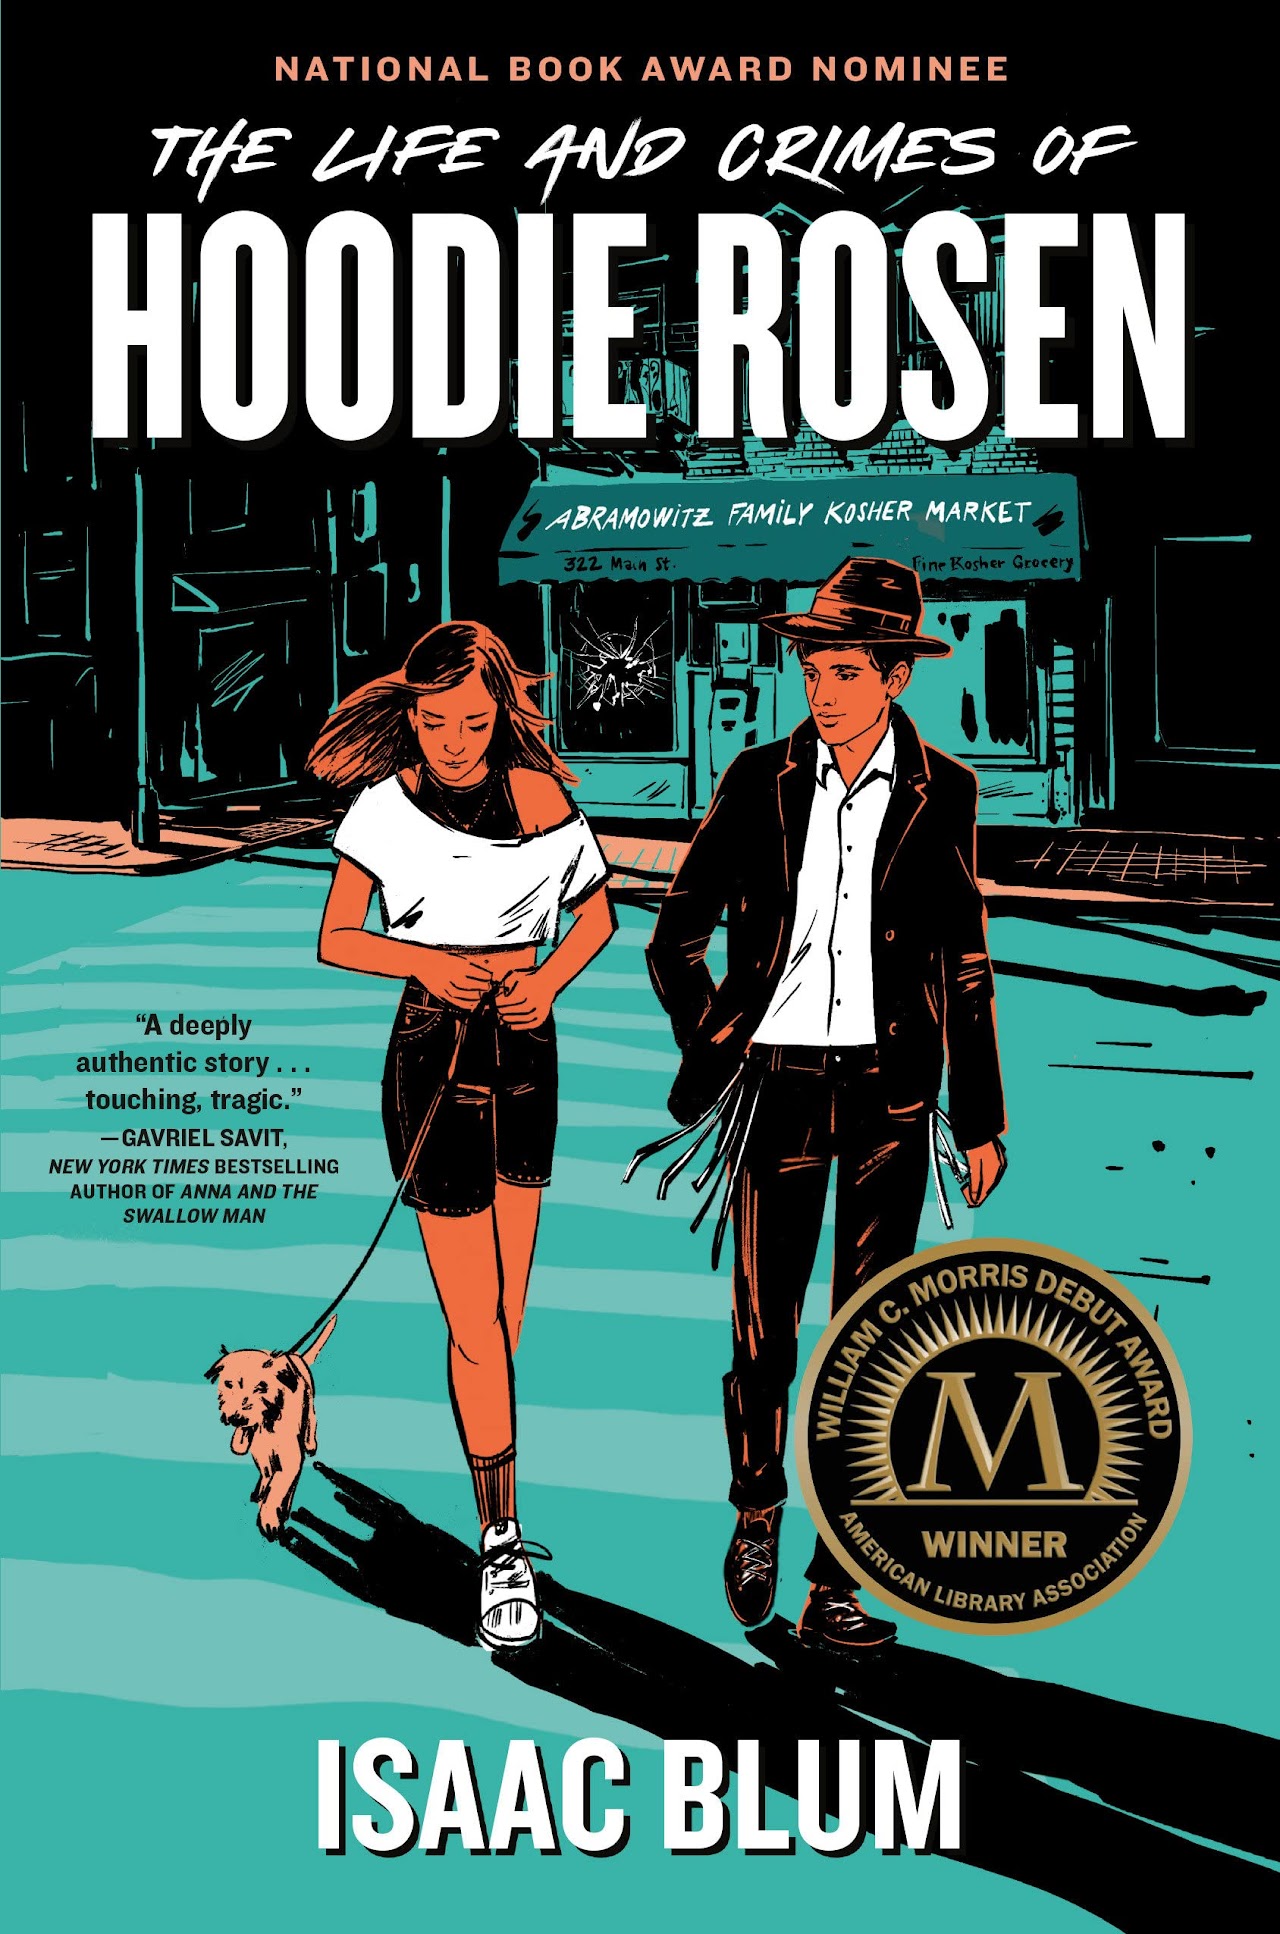 NATIONAL BOOK AWARD NOMINEE
THE LIFE AND CRIMES OF
HOODIE ROSEN
ABRAMOWITZ FAMILY KOSHER MARKET
322 Main St. Fine Kosher Grocery
“A deeply
authentic story . . .
touching, tragic.”
—GAVRIEL SAVIT,
NEW YORK TIMES BESTSELLING
AUTHOR OF ANNA AND THE
SWALLOW MAN
WILLIAM C. MORRIS DEBUT AWARD
M
WINNER
AMERICAN LIBRARY ASSOCIATION
ISAAC BLUM